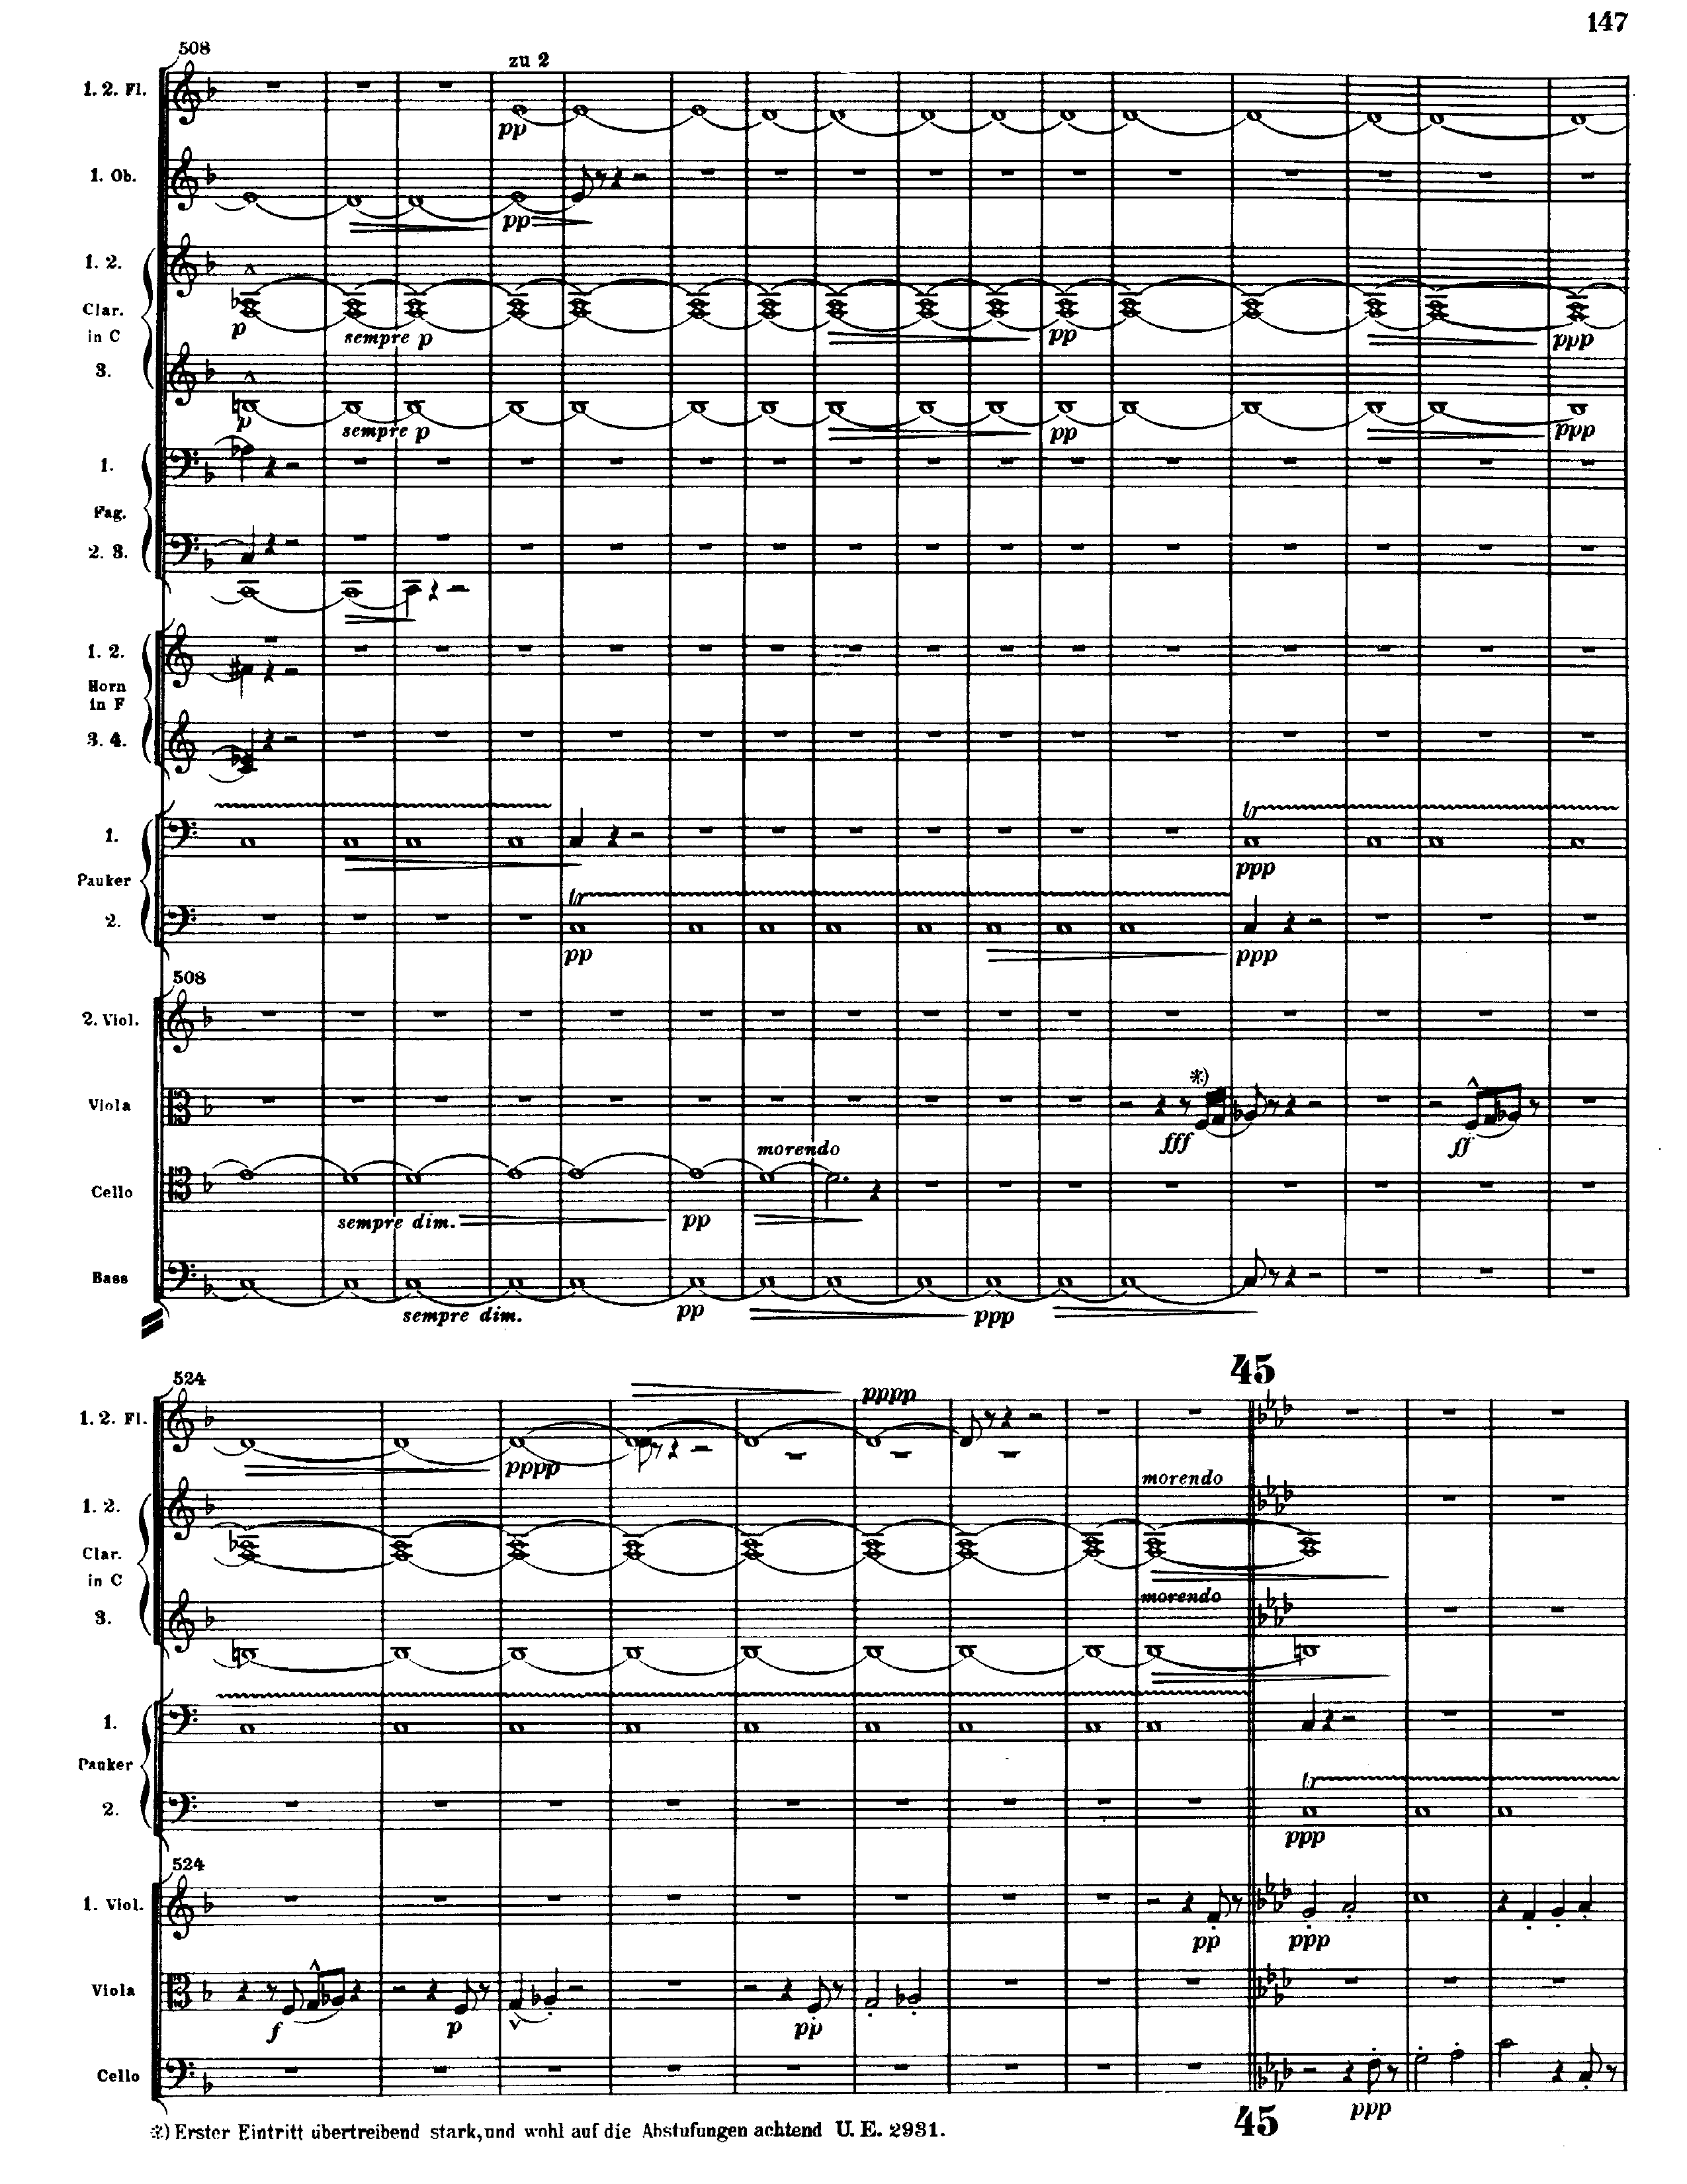 147
508
zu 2
1. 2. Fl.
pp
1. Ob.
pp
1. 2.
Clar.
in C
p
sempre p
pp
ppp
3.
p
sempre p
pp
ppp
1.
Fag.
2. 3.
1. 2.
Horn
in F
3. 4.
tr
1.
ppp
Pauker
tr
2.
pp
ppp
508
2. Viol.
*)
Viola
fff
ff
morendo
Cello
sempre dim.
pp
Bass
sempre dim.
pp
ppp
45
524
pppp
1. 2. Fl.
pppp
morendo
1. 2.
Clar.
in C
morendo
3.
1.
Pauker
tr
2.
ppp
524
1. Viol.
pp
ppp
Viola
f
p
pp
Cello
ppp
*) Erster Eintritt übertreibend stark, und wohl auf die Abstufungen achtend U. E. 2931.
45